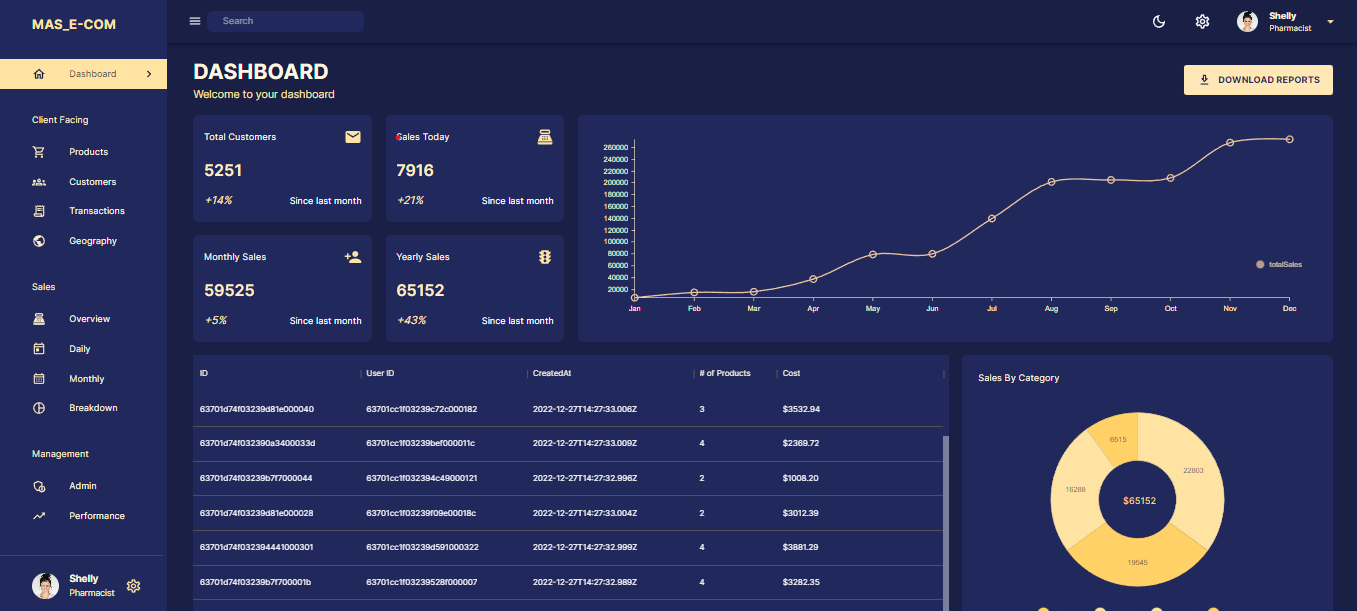 MAS_E-COM
Search
Shelly
Pharmacist
Dashboard
Client Facing
Products
Customers
Transactions
Geography
Sales
Overview
Daily
Monthly
Breakdown
Management
Admin
Performance
Shelly
Pharmacist
DASHBOARD
Welcome to your dashboard
DOWNLOAD REPORTS
Total Customers
5251
+14% Since last month
Sales Today
7916
+21% Since last month
Monthly Sales
59525
+5% Since last month
Yearly Sales
65152
+43% Since last month
260000
240000
220000
200000
180000
160000
140000
120000
100000
80000
60000
40000
20000
Jan Feb Mar Apr May Jun Jul Aug Sep Oct Nov Dec
totalSales
ID User ID CreatedAt # of Products Cost
63701d74f03239d81e000040 63701cc1f03239c72c000182 2022-12-27T14:27:33.006Z 3 $3532.94
63701d74f032390a3400033d 63701cc1f03239bef000011c 2022-12-27T14:27:33.009Z 4 $2369.72
63701d74f03239b7f7000044 63701cc1f032394c49000121 2022-12-27T14:27:32.996Z 2 $1008.20
63701d74f03239d81e000028 63701cc1f03239f09e00018c 2022-12-27T14:27:33.004Z 2 $3012.39
63701d74f032394441000301 63701cc1f03239d591000322 2022-12-27T14:27:32.999Z 4 $3881.29
63701d74f03239b7f700001b 63701cc1f03239528f000007 2022-12-27T14:27:32.989Z 4 $3282.35
Sales By Category
6515
22803
16288
$65152
19545